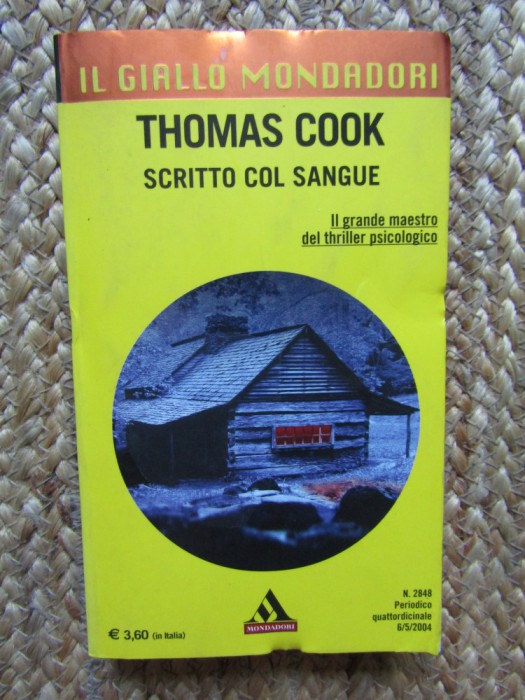 IL GIALLO MONDADORI
THOMAS COOK
SCRITTO COL SANGUE
Il grande maestro
del thriller psicologico
N. 2848
Periodico
quattordicinale
6/5/2004
€ 3,60 (in Italia)
MONDADORI